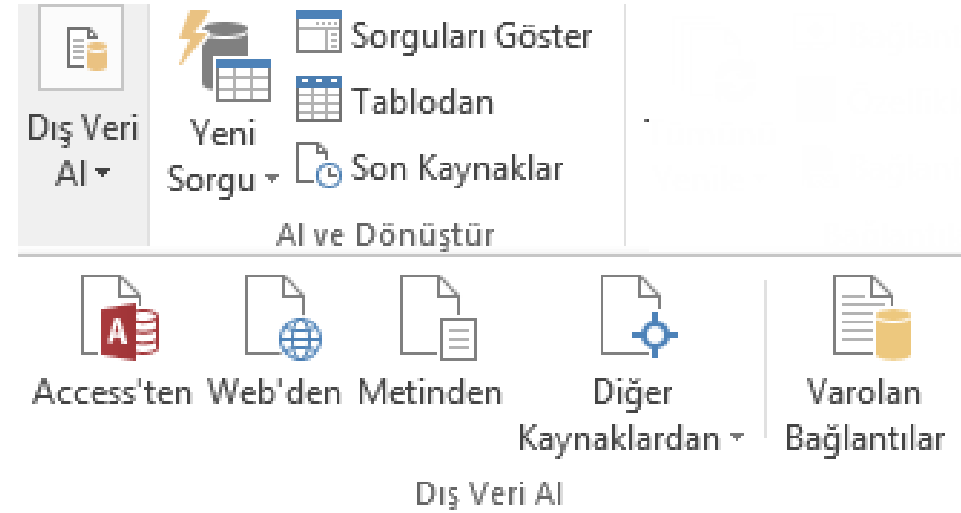 Dış Veri
Al
Yeni
Sorgu
Sorguları Göster
Tablodan
Son Kaynaklar
Al ve Dönüştür
Access'ten
Web'den
Metinden
Diğer
Kaynaklardan
Varolan
Bağlantılar
Dış Veri Al